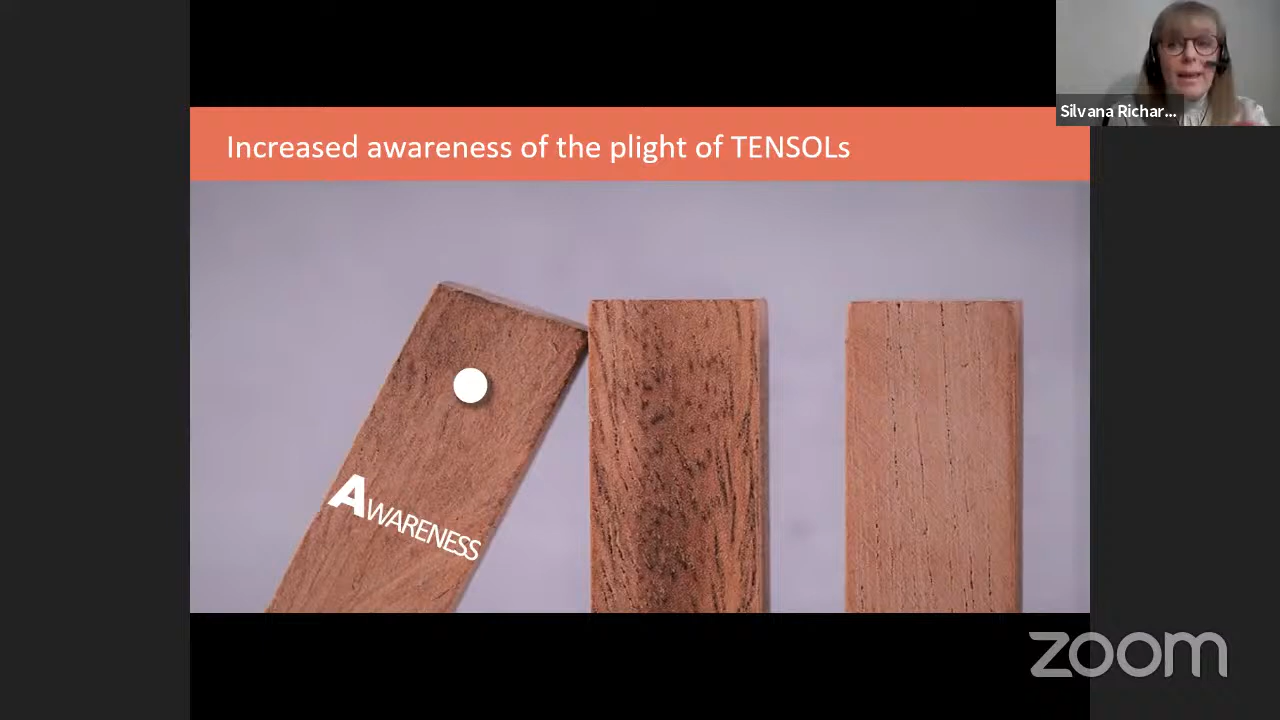 Increased awareness of the plight of TENSOLs
Silvana Richar...
AWARENESS
zoom